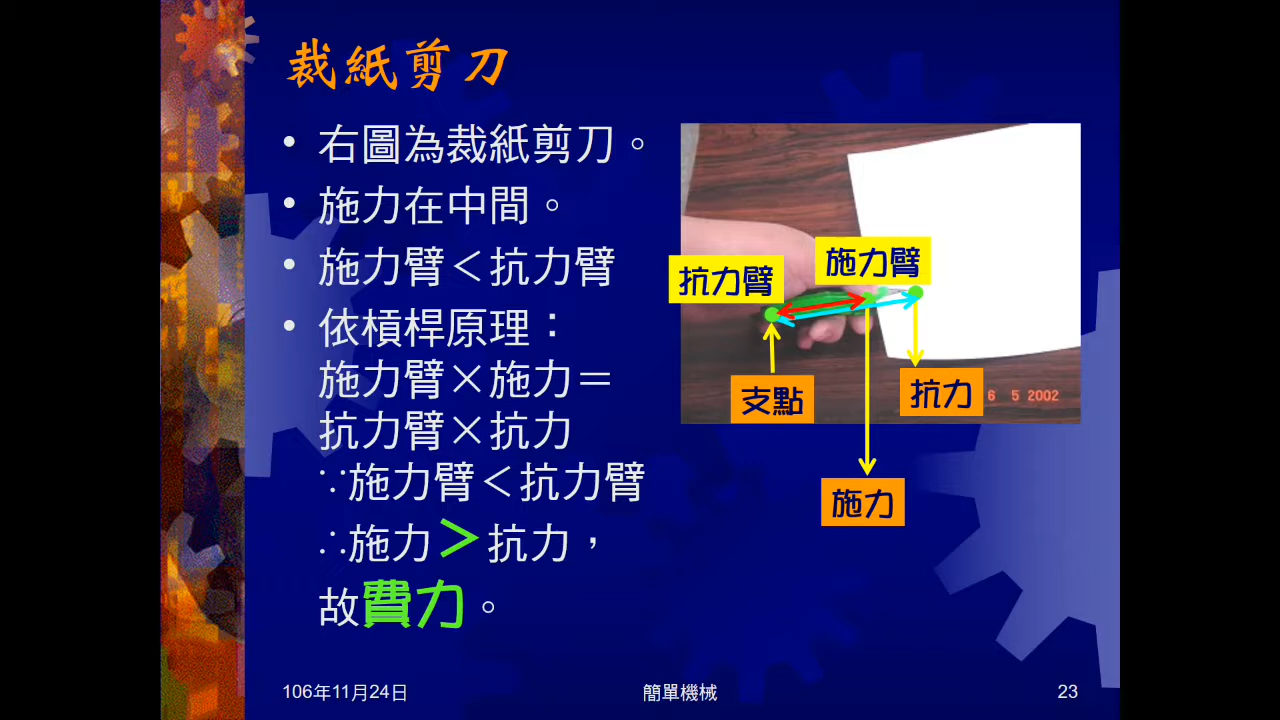 裁紙剪刀
• 右圖為裁紙剪刀。
• 施力在中間。
• 施力臂＜抗力臂
• 依槓桿原理：
施力臂×施力＝
抗力臂×抗力
∵施力臂＜抗力臂
∴施力＞抗力，
故費力。
抗力臂
施力臂
支點
抗力
6 5 2002
施力
106年11月24日
簡單機械
23